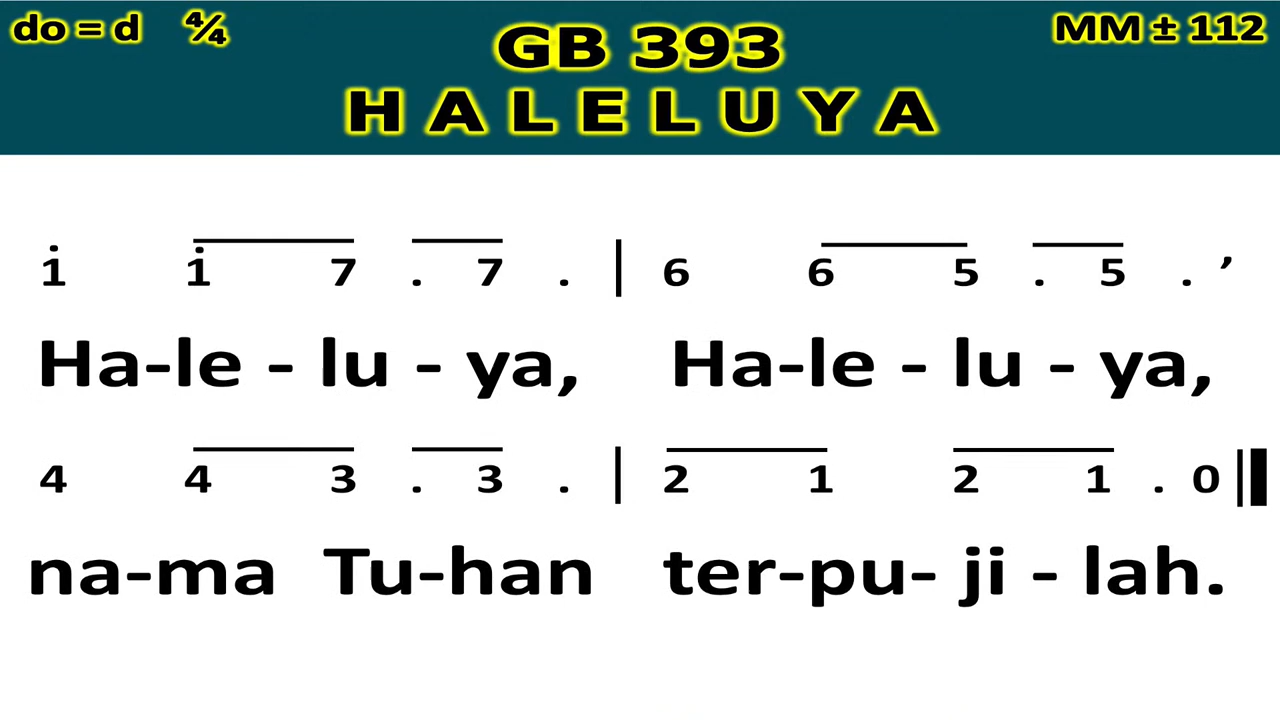 do = d 4/4 GB 393 MM ± 112
H A L E L U Y A
1̇ 1̇ 7 . 7 . | 6 6 5 . 5 . ,
Ha-le - lu - ya, Ha-le - lu - ya,
4 4 3 . 3 . | 2 1 2 1 . 0
na-ma Tu-han ter-pu- ji - lah.